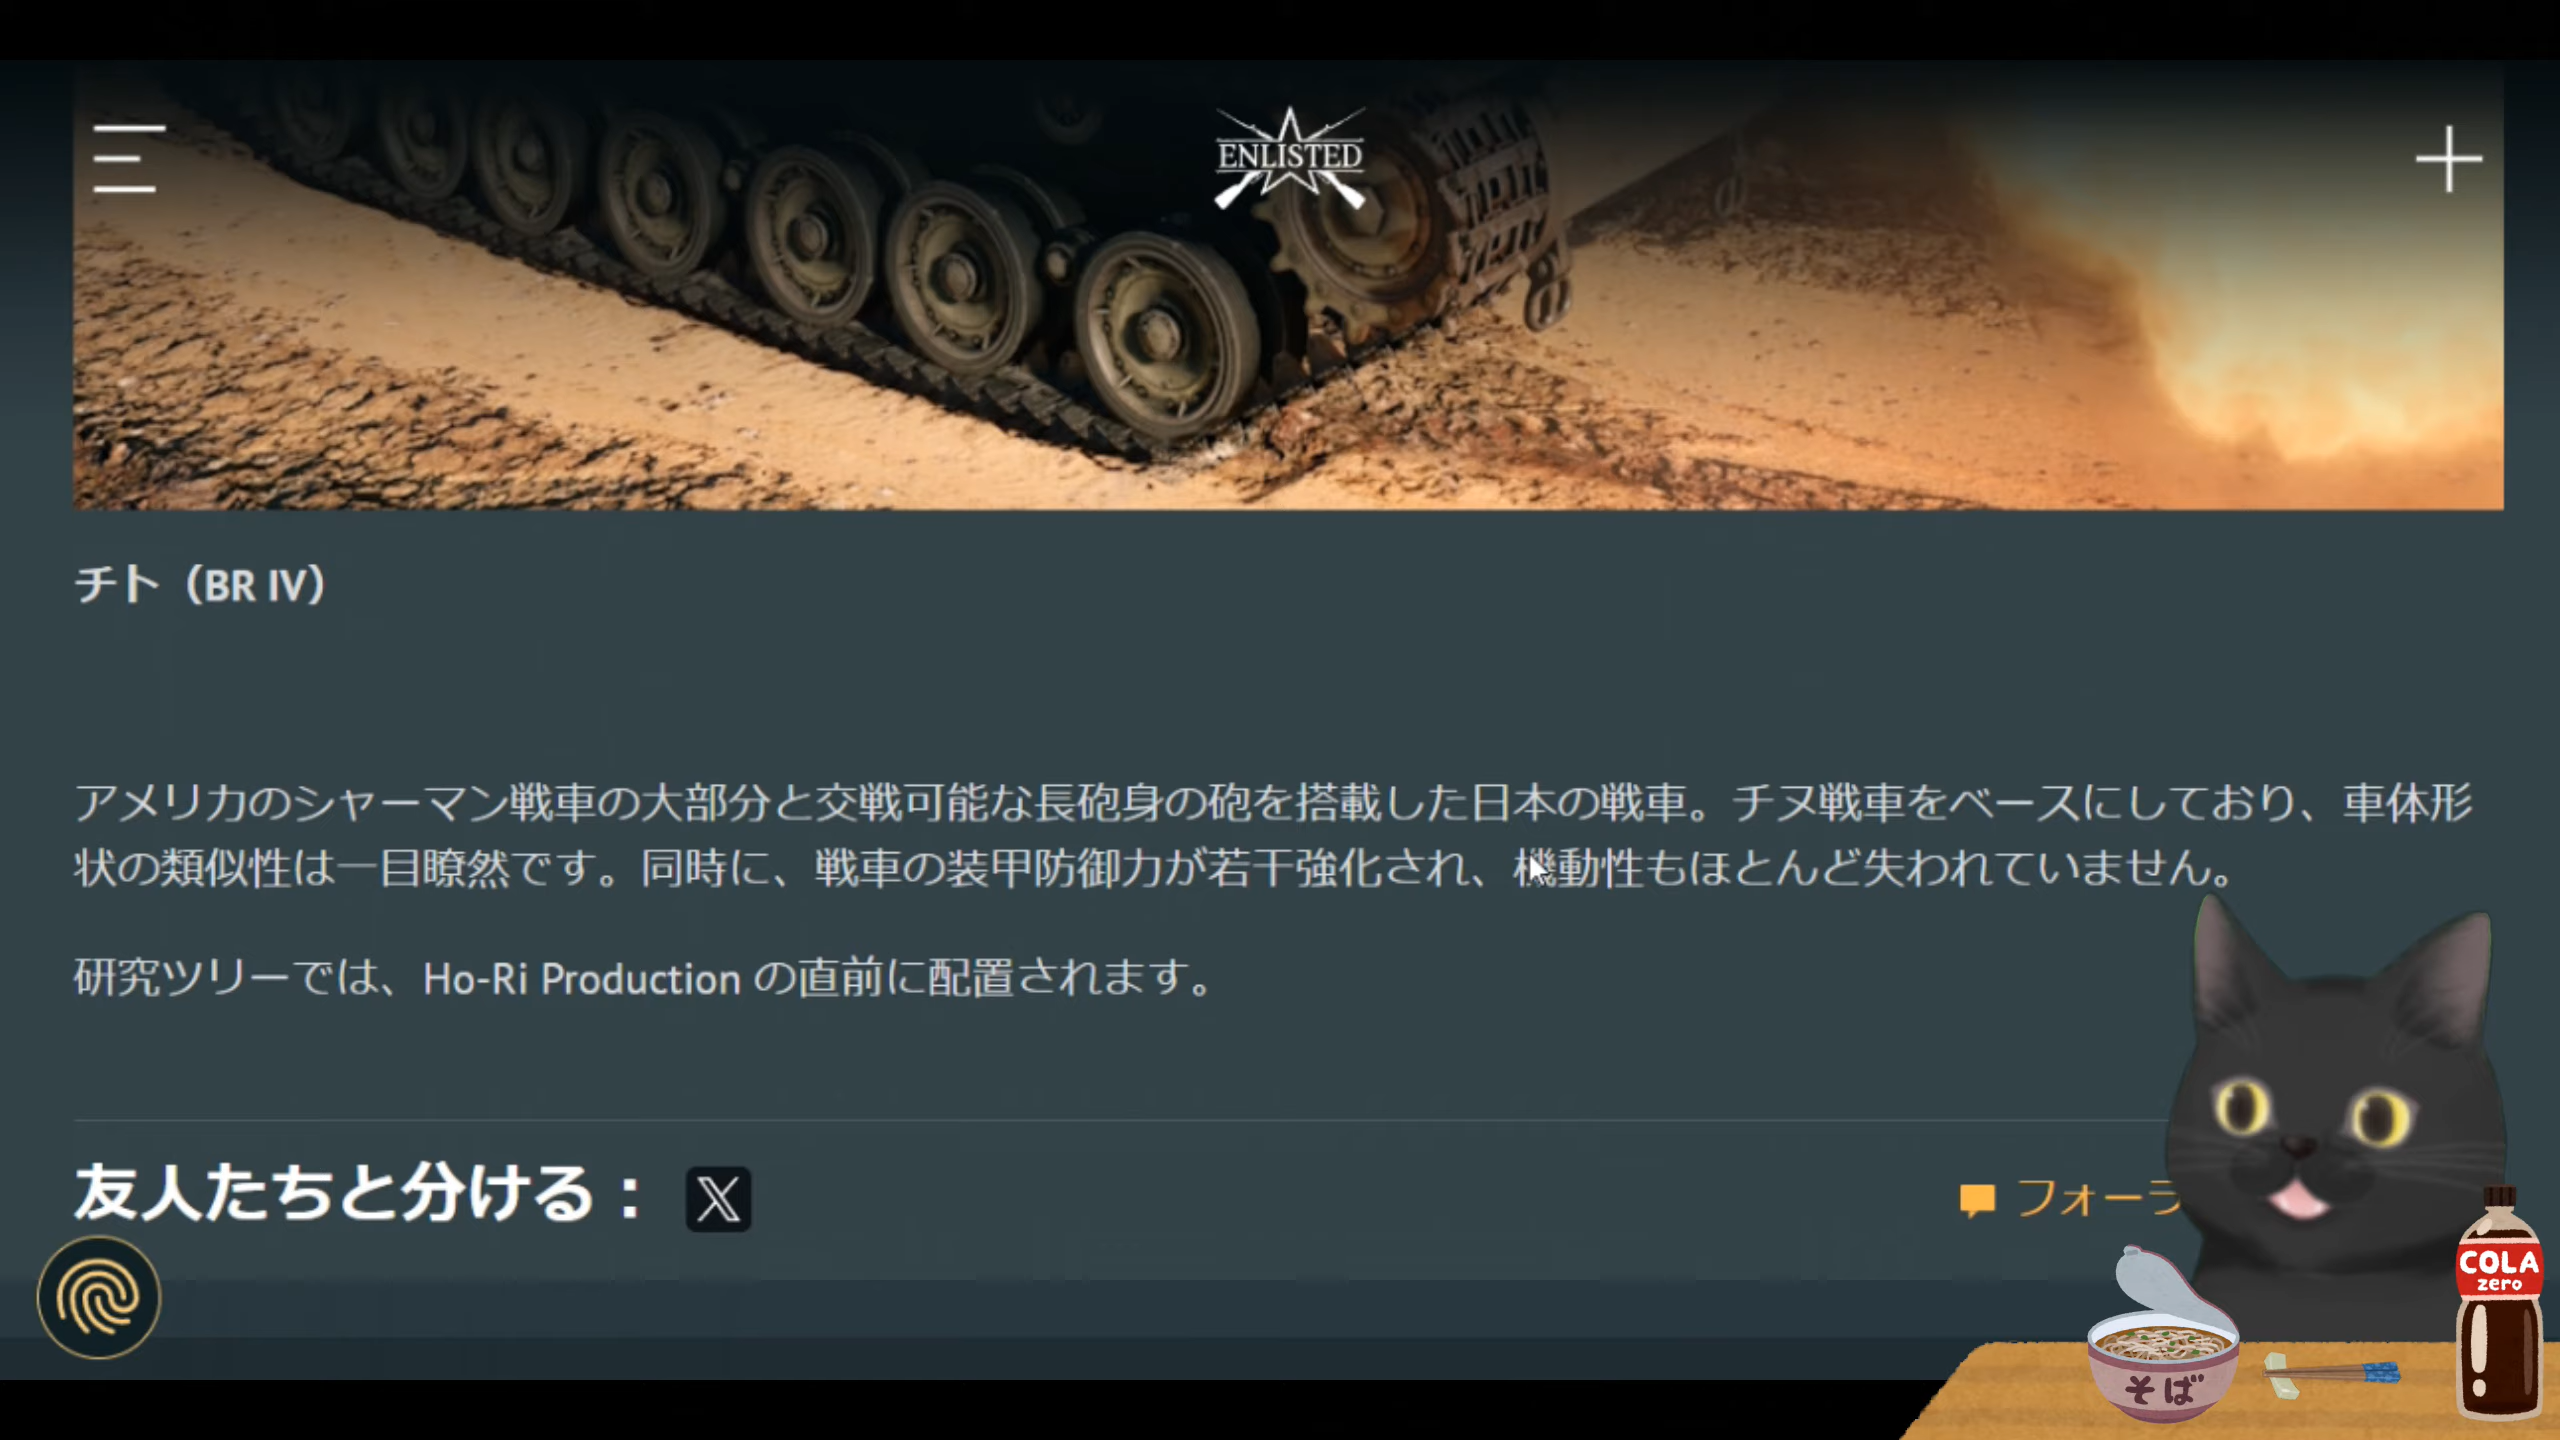 ENLISTED
チト（BR IV）
アメリカのシャーマン戦車の大部分と交戦可能な長砲身の砲を搭載した日本の戦車。チヌ戦車をベースにしており、車体形
状の類似性は一目瞭然です。同時に、戦車の装甲防御力が若干強化され、機動性もほとんど失われていません。
研究ツリーでは、Ho-Ri Production の直前に配置されます。
友人たちと分ける：
フォーラ
COLA
zero
そば